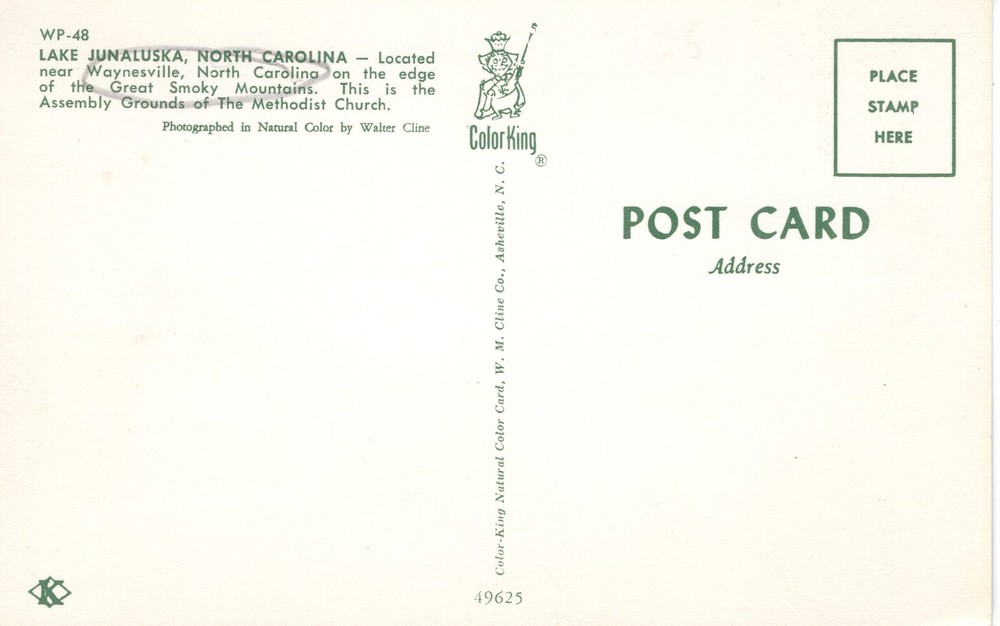 WP-48
LAKE JUNALUSKA, NORTH CAROLINA — Located
near Waynesville, North Carolina on the edge
of the Great Smoky Mountains. This is the
Assembly Grounds of The Methodist Church.
Photographed in Natural Color by Walter Cline
Color King
®
Color-King Natural Color Card, W. M. Cline Co., Asheville, N. C.
49625
PLACE
STAMP
HERE
POST CARD
Address
K